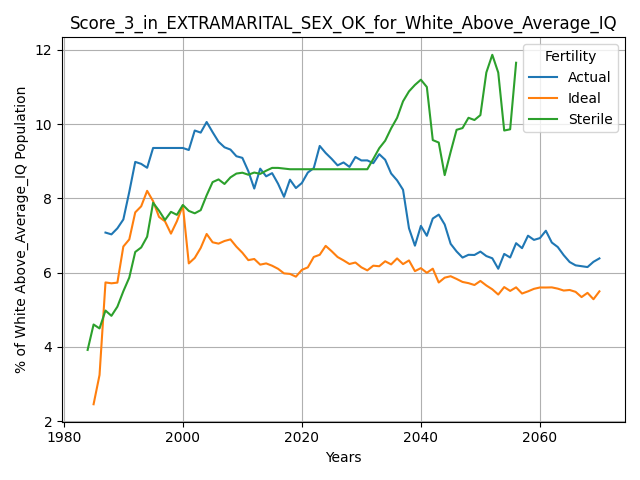 Score_3_in_EXTRAMARITAL_SEX_OK_for_White_Above_Average_IQ
Fertility
Actual
Ideal
Sterile
% of White Above_Average_IQ Population
12
10
8
6
4
2
1980
2000
2020
2040
2060
Years